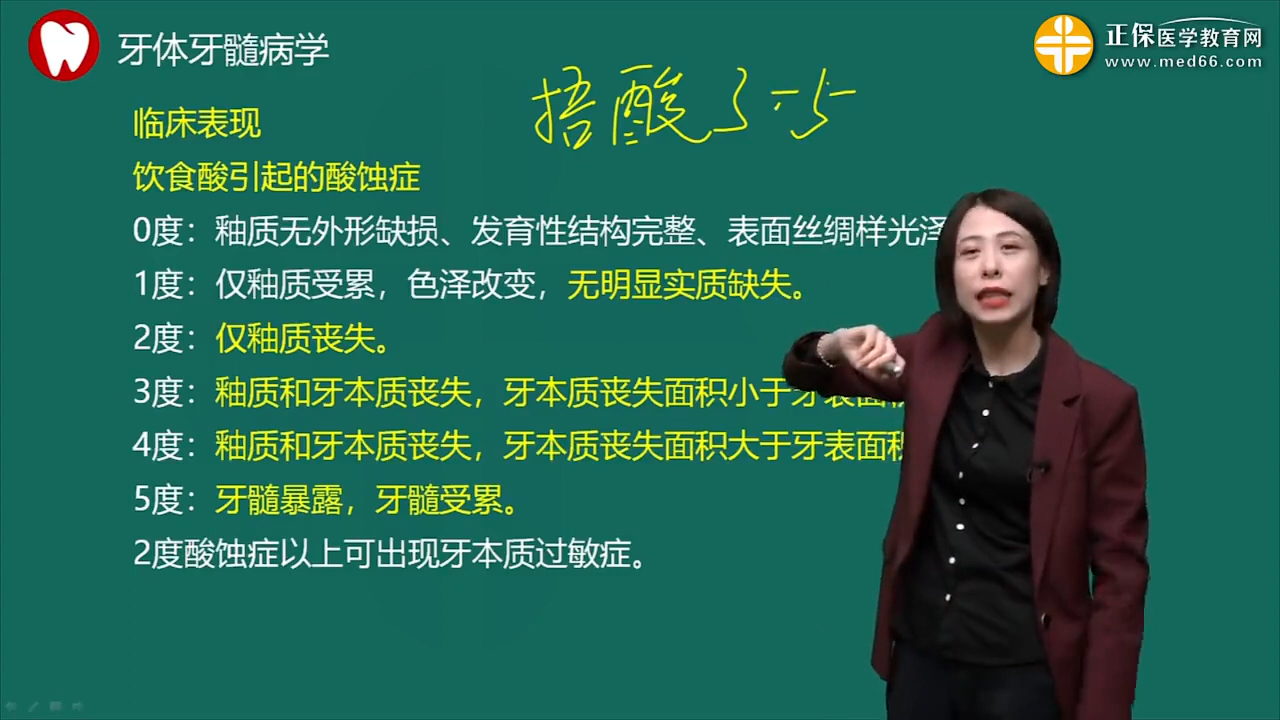 牙体牙髓病学
正保医学教育网
www.med66.com
临床表现
捂酸了
饮食酸引起的酸蚀症
0度：釉质无外形缺损、发育性结构完整、表面丝绸样光泽
1度：仅釉质受累，色泽改变，无明显实质缺失。
2度：仅釉质丧失。
3度：釉质和牙本质丧失，牙本质丧失面积小于牙表面积
4度：釉质和牙本质丧失，牙本质丧失面积大于牙表面积
5度：牙髓暴露，牙髓受累。
2度酸蚀症以上可出现牙本质过敏症。